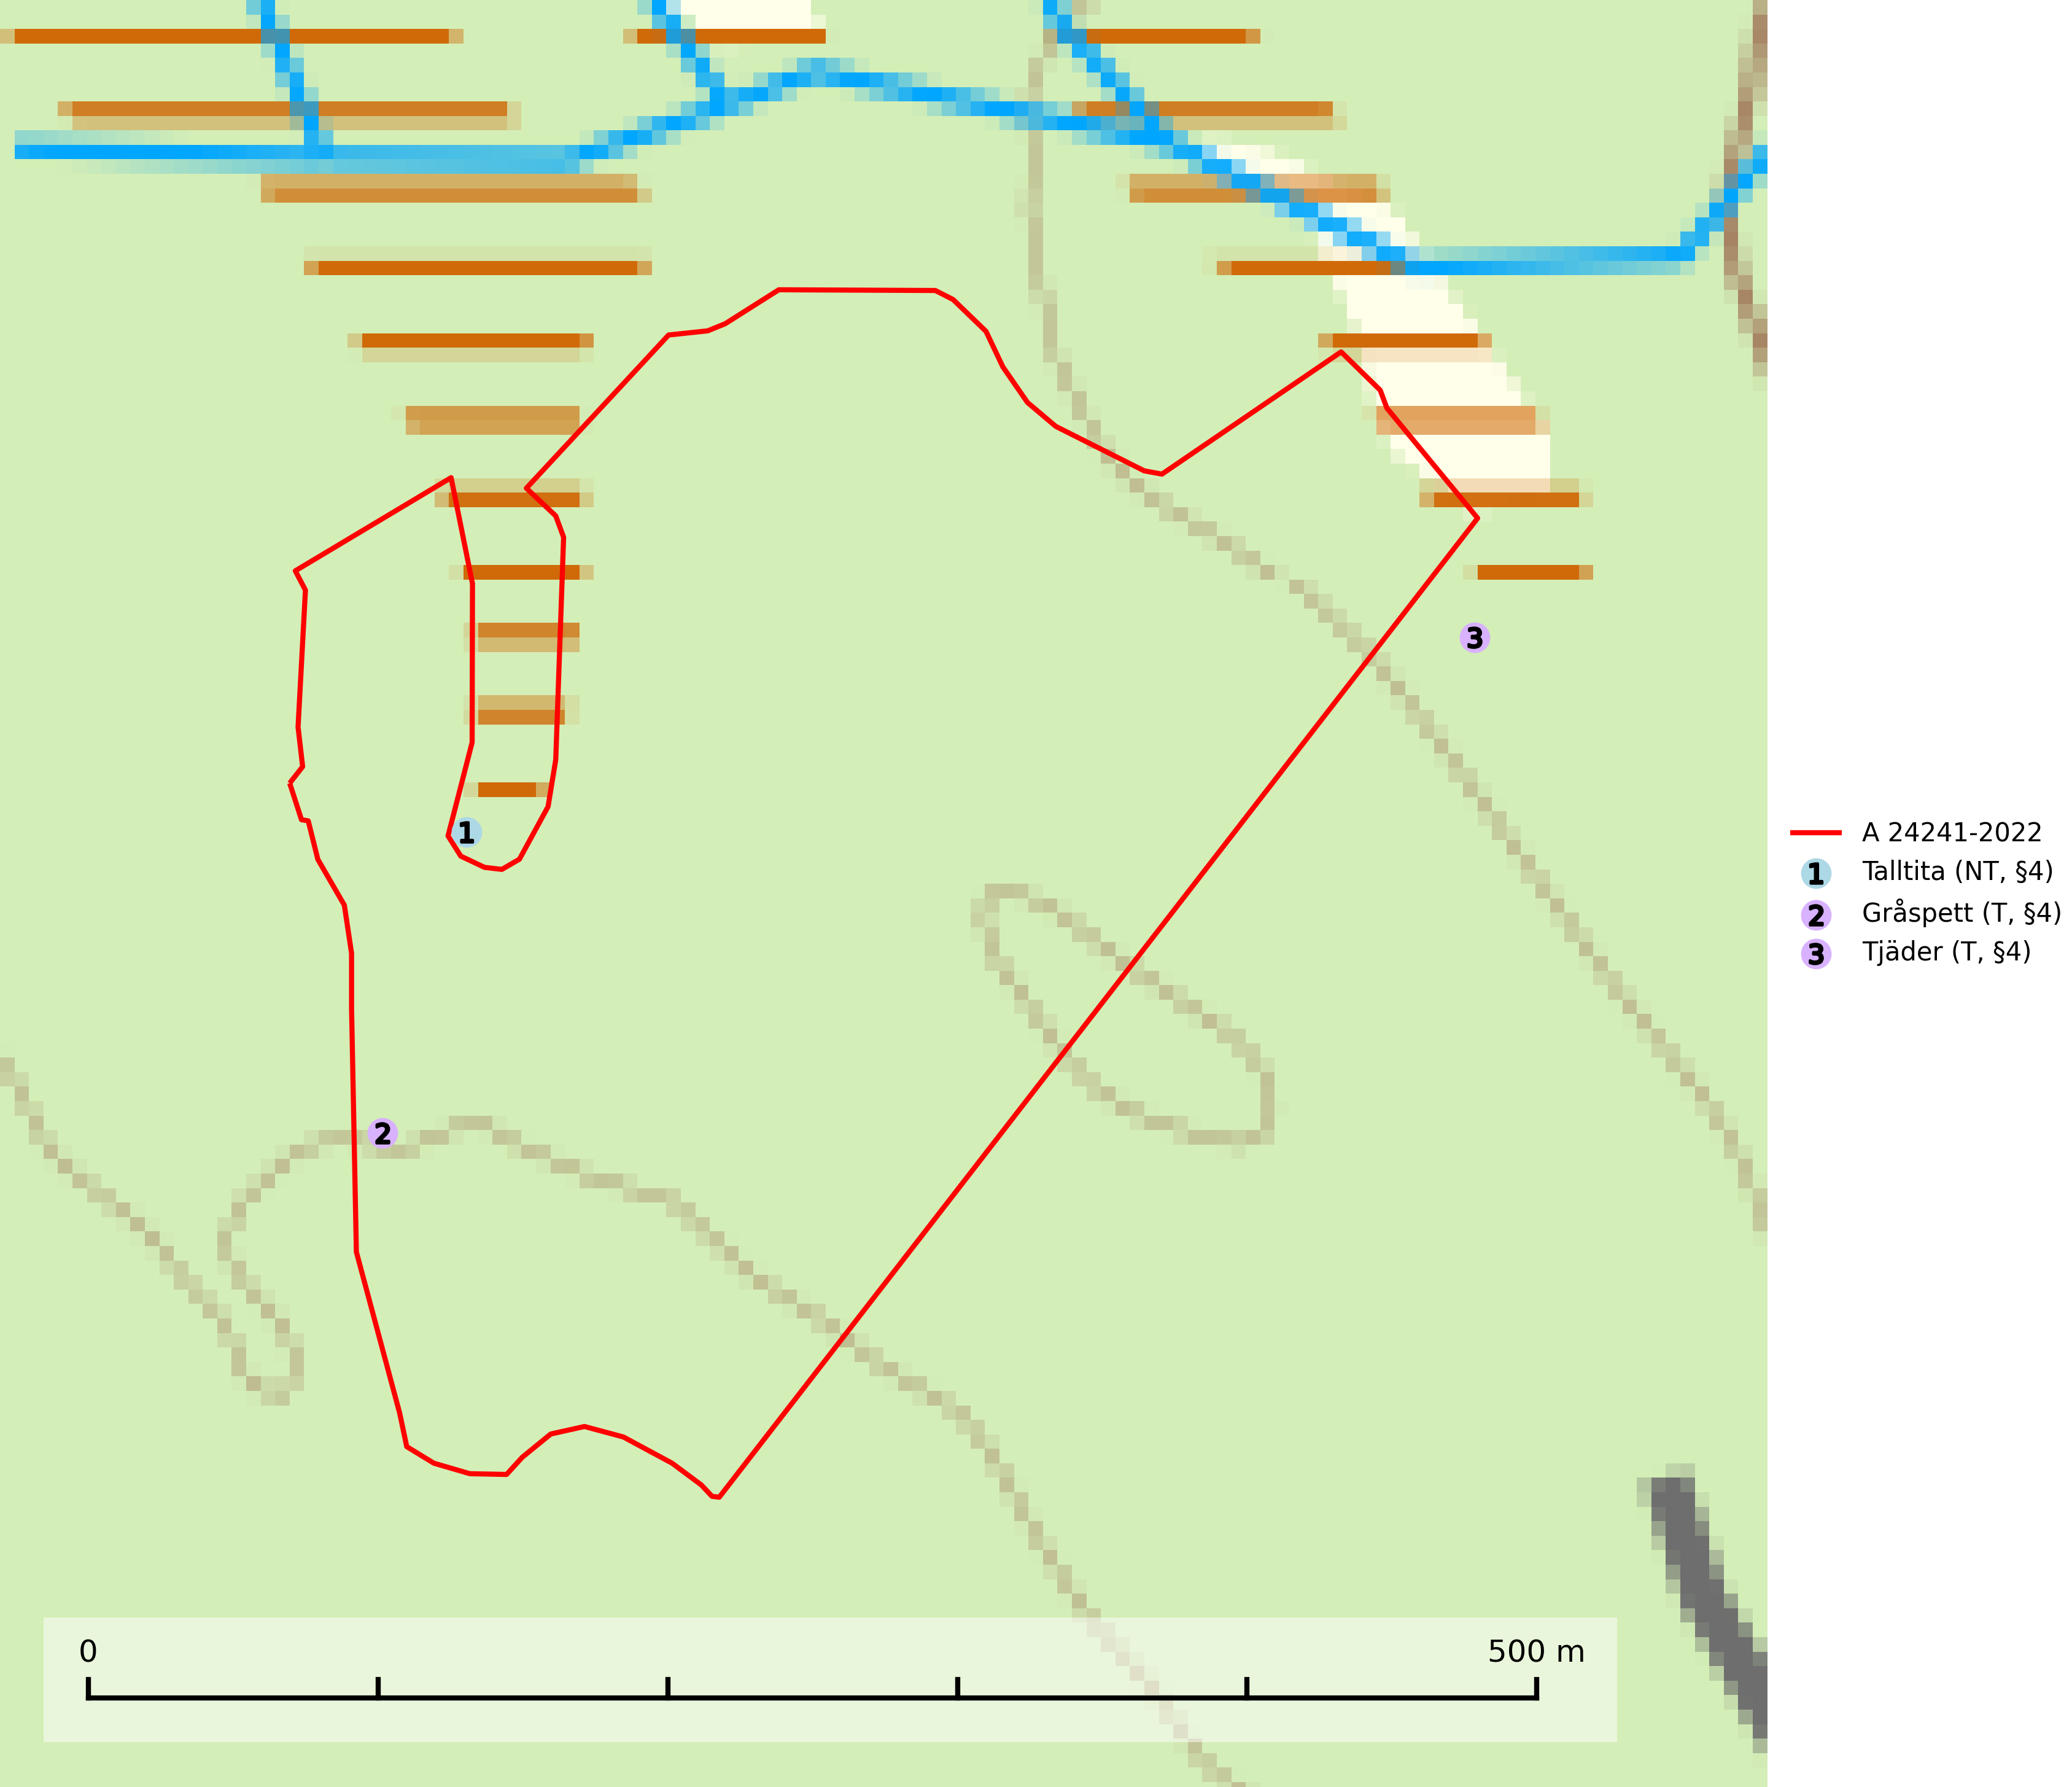 3
1
2
A 24241-2022
1 Talltita (NT, §4)
2 Gråspett (T, §4)
3 Tjäder (T, §4)
0 500 m